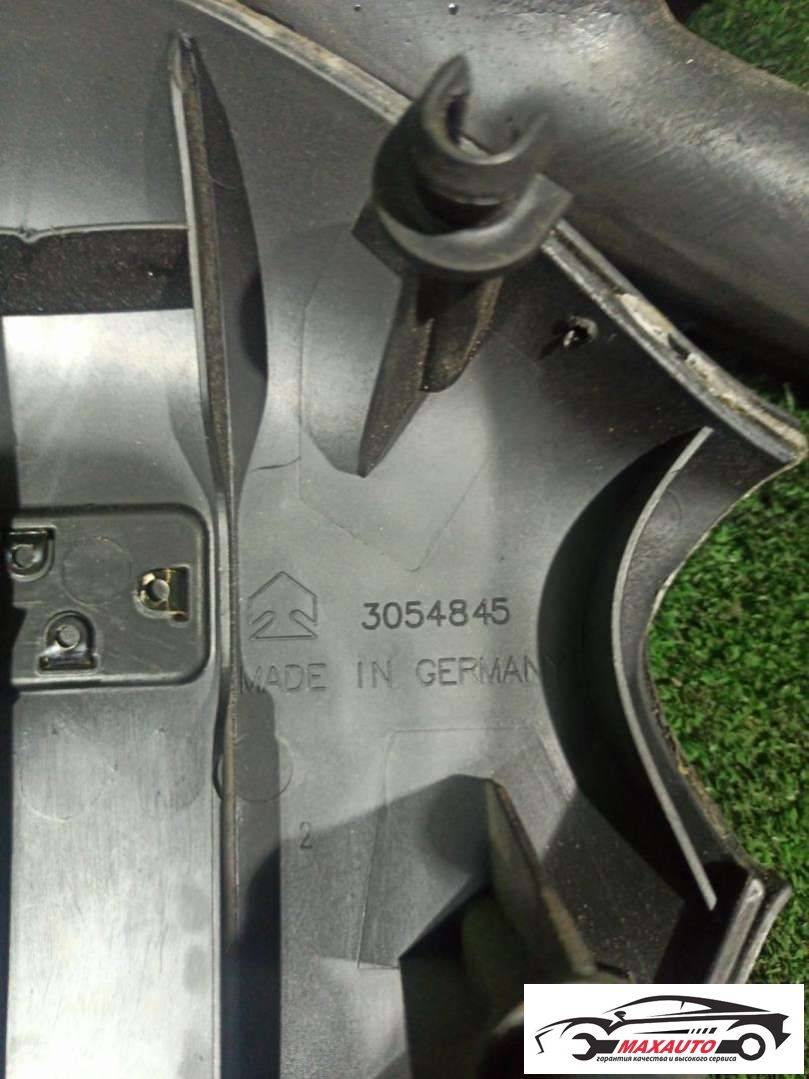 3054845
MADE IN GERMANY
2
MAXAUTO
гарантия качества и высокого сервиса